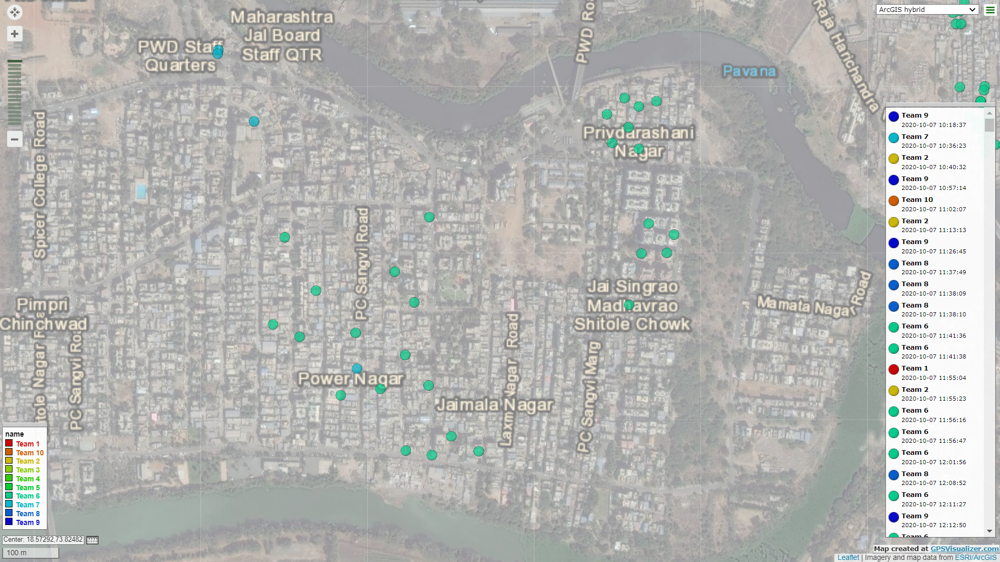 Maharashtra
Jal Board
Staff QTR
PWD Staff
Quarters
Raja Harichandra
ArcGIS hybrid
Pavana
Spicer College Road
Privdarashani
Nagar
PC Sangvi Road
Jai Singrao
Madhavrao
Shitole Chowk
Mamata Nagar Road
Pimpri
Chinchwad
PC Sangvi Road
Power Nagar
Jaimala Nagar
Laxmi Nagar Road
PC Sangvi Marg
Team 9
2020-10-07 10:18:37
Team 7
2020-10-07 10:36:23
Team 2
2020-10-07 10:40:32
Team 9
2020-10-07 10:57:14
Team 10
2020-10-07 11:02:07
Team 2
2020-10-07 11:13:13
Team 9
2020-10-07 11:26:45
Team 8
2020-10-07 11:37:49
Team 8
2020-10-07 11:38:09
Team 8
2020-10-07 11:38:10
Team 6
2020-10-07 11:41:36
Team 6
2020-10-07 11:41:38
Team 1
2020-10-07 11:55:04
Team 2
2020-10-07 11:55:23
Team 6
2020-10-07 11:56:16
Team 6
2020-10-07 11:56:47
Team 6
2020-10-07 12:01:56
Team 8
2020-10-07 12:08:52
Team 6
2020-10-07 12:11:27
Team 9
2020-10-07 12:12:50
Team 6
name
Team 1
Team 10
Team 2
Team 3
Team 4
Team 5
Team 6
Team 7
Team 8
Team 9
Center: 18.57292,73.82482
100 m
Map created at GPSVisualizer.com
Leaflet | Imagery and map data from ESRI/ArcGIS